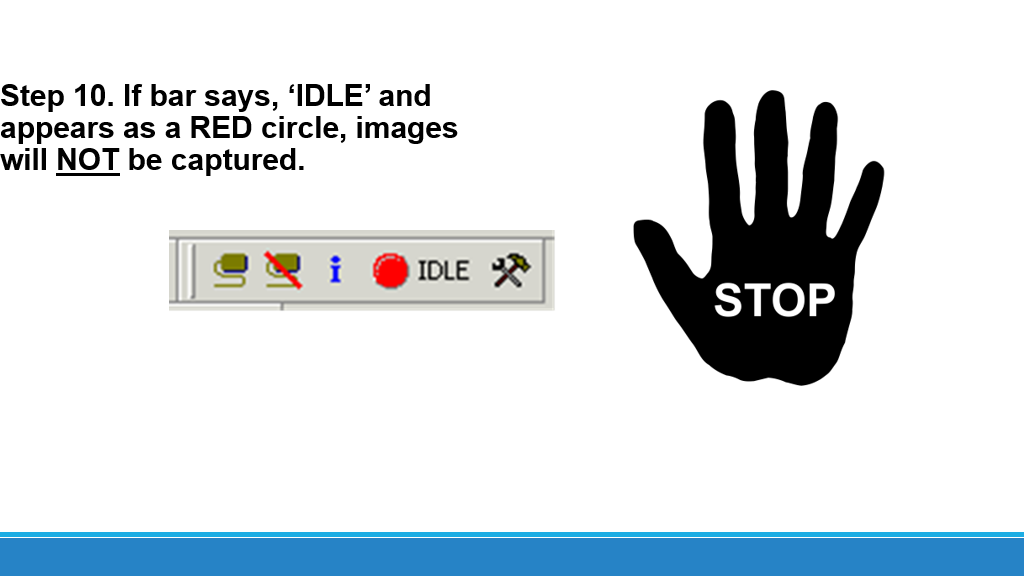 Step 10. If bar says, ‘IDLE’ and
appears as a RED circle, images
will NOT be captured.
IDLE
STOP